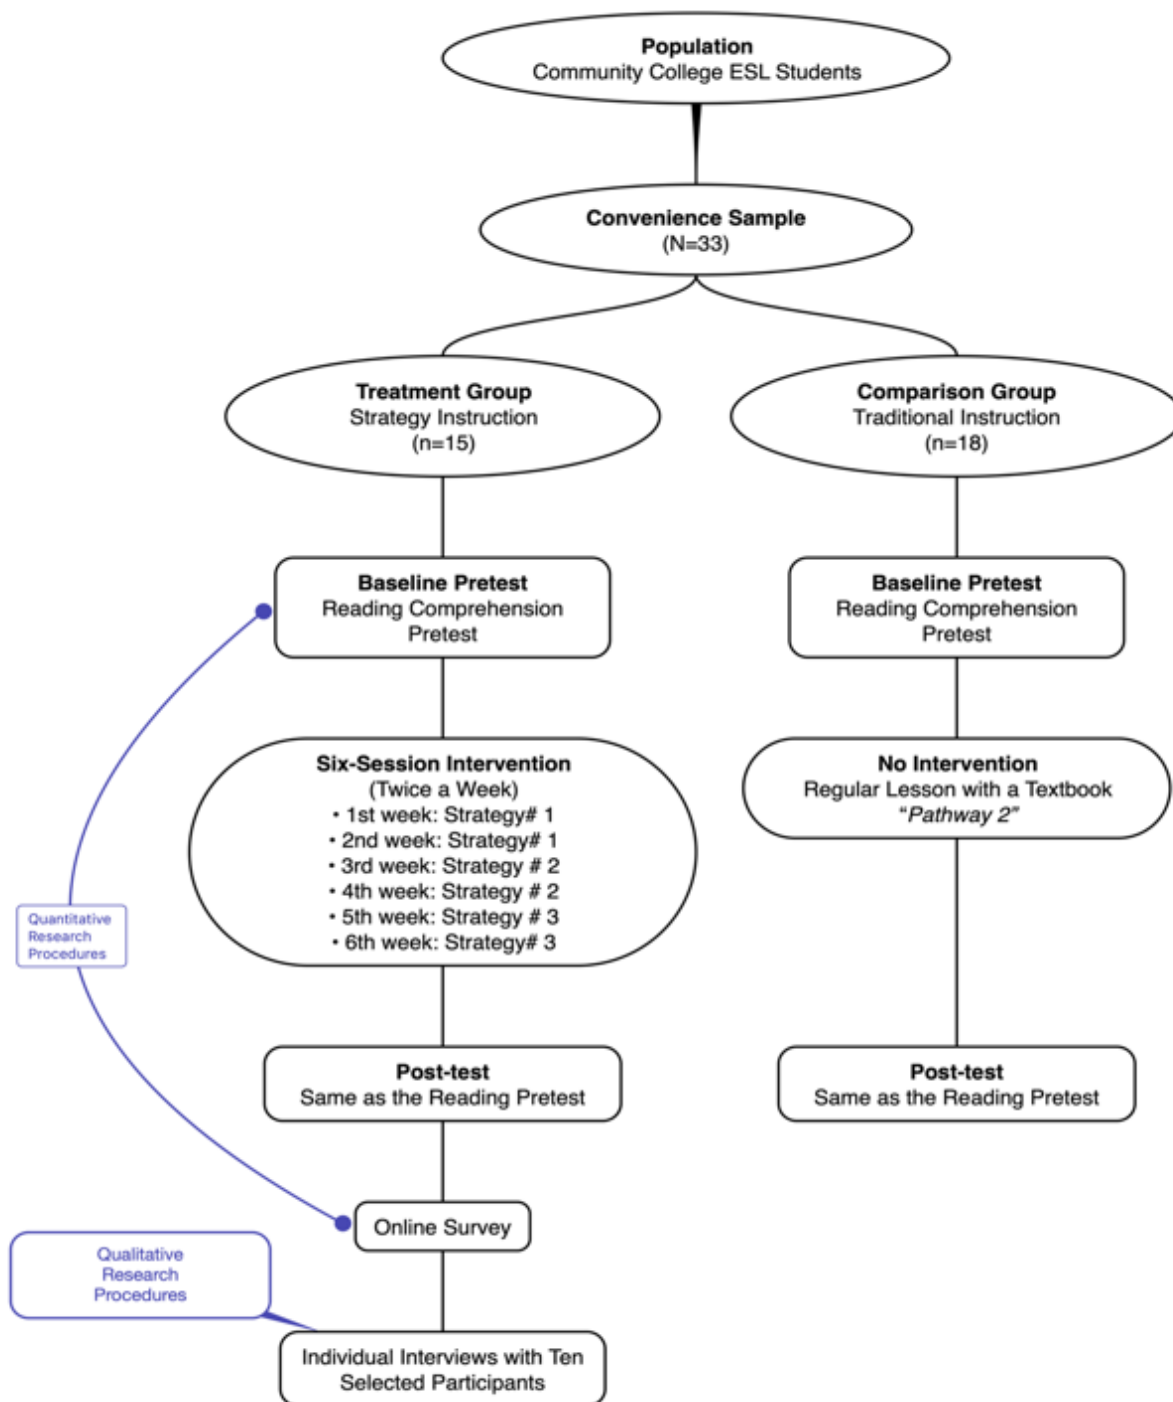 Population
Community College ESL Students
Convenience Sample
(N=33)
Treatment Group
Strategy Instruction
(n=15)
Comparison Group
Traditional Instruction
(n=18)
Baseline Pretest
Reading Comprehension
Pretest
Baseline Pretest
Reading Comprehension
Pretest
Six-Session Intervention
(Twice a Week)
• 1st week: Strategy# 1
• 2nd week: Strategy# 1
• 3rd week: Strategy # 2
• 4th week: Strategy # 2
• 5th week: Strategy # 3
• 6th week: Strategy# 3
No Intervention
Regular Lesson with a Textbook
“Pathway 2”
Quantitative
Research
Procedures
Post-test
Same as the Reading Pretest
Post-test
Same as the Reading Pretest
Online Survey
Qualitative
Research
Procedures
Individual Interviews with Ten
Selected Participants